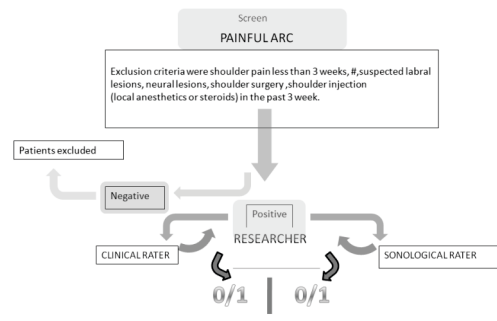 Screen
PAINFUL ARC
Exclusion criteria were shoulder pain less than 3 weeks, #,suspected labral
lesions, neural lesions, shoulder surgery ,shoulder injection
(local anesthetics or steroids) in the past 3 week.
Patients excluded
Negative
Positive
RESEARCHER
CLINICAL RATER
SONOLOGICAL RATER
0/1 0/1